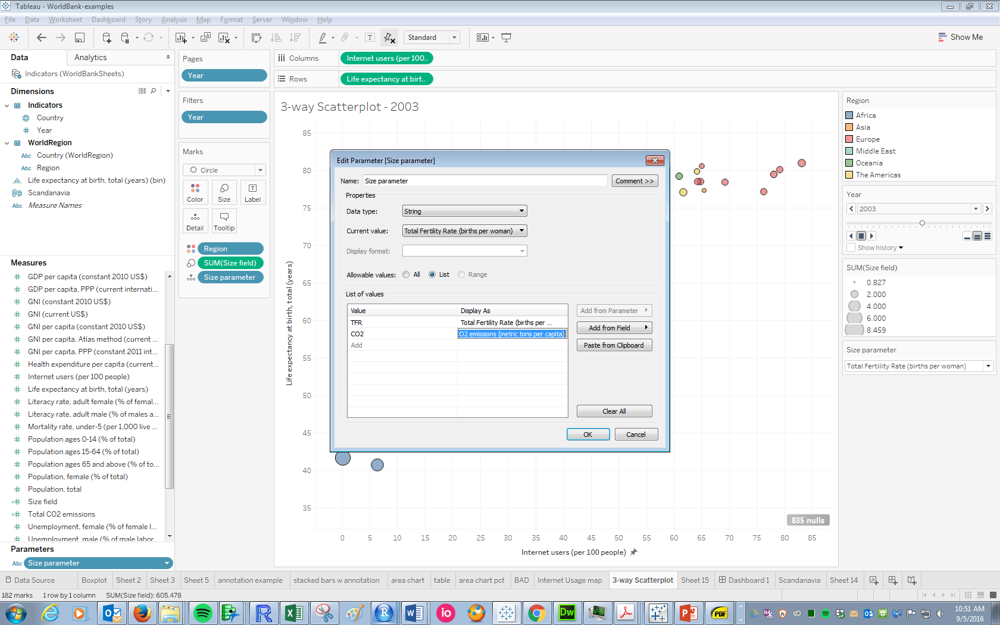 Tableau - WorldBank-examples
File Data Worksheet Dashboard Story Analysis Map Format Server Window Help
Standard
Show Me
Data Analytics
Indicators (WorldBankSheets)
Dimensions
Indicators
Country
Year
WorldRegion
Abc Country (WorldRegion)
Abc Region
Life expectancy at birth, total (years) (bin)
Scandanavia
Abc Measure Names
Measures
GDP per capita (constant 2010 US$)
GDP per capita, PPP (current internati...
GNI (constant 2010 US$)
GNI (current US$)
GNI per capita (constant 2010 US$)
GNI per capita, Atlas method (current ...
GNI per capita, PPP (constant 2011 int...
Health expenditure per capita (current...
Internet users (per 100 people)
Life expectancy at birth, total (years)
Literacy rate, adult female (% of femal...
Literacy rate, adult male (% of males a...
Mortality rate, under-5 (per 1,000 live ...
Population ages 0-14 (% of total)
Population ages 15-64 (% of total)
Population ages 65 and above (% of to...
Population, female (% of total)
Population, total
Size field
Total CO2 emissions
Unemployment, female (% of female l...
Unemployment, male (% of male labor
Parameters
Abc Size parameter
Pages
Year
Filters
Year
Marks
Circle
Color Size Label
Detail Tooltip
Region
SUM(Size field)
Size parameter
Columns Internet users (per 100..
Rows Life expectancy at birt..
3-way Scatterplot - 2003
85
80
75
70
65
60
55
50
45
40
35
Life expectancy at birth, total (years)
0 5 10 15 20 25 30 35 40 45 50 55 60 65 70 75 80 85
Internet users (per 100 people)
835 nulls
Edit Parameter [Size parameter]
Name: Size parameter Comment >>
Properties
Data type: String
Current value: Total Fertility Rate (births per woman)
Display format:
Allowable values: All List Range
List of values
Value Display As
TFR Total Fertility Rate (births per ...
CO2 CO2 emissions (metric tons per capita)
Add
Add from Parameter
Add from Field
Paste from Clipboard
Clear All
OK Cancel
Region
Africa
Asia
Europe
Middle East
Oceania
The Americas
Year
2003
Show history
SUM(Size field)
0.827
2.000
4.000
6.000
8.459
Size parameter
Total Fertility Rate (births per woman)
Data Source Boxplot Sheet 2 Sheet 3 Sheet 5 annotation example stacked bars w annotation area chart table area chart pct BAD Internet Usage map 3-way Scatterplot Sheet 15 Dashboard 1 Scandanavia Sheet 14
182 marks 1 row by 1 column SUM(Size field): 605.478
io Dw PDF
10:51 AM
9/5/2016